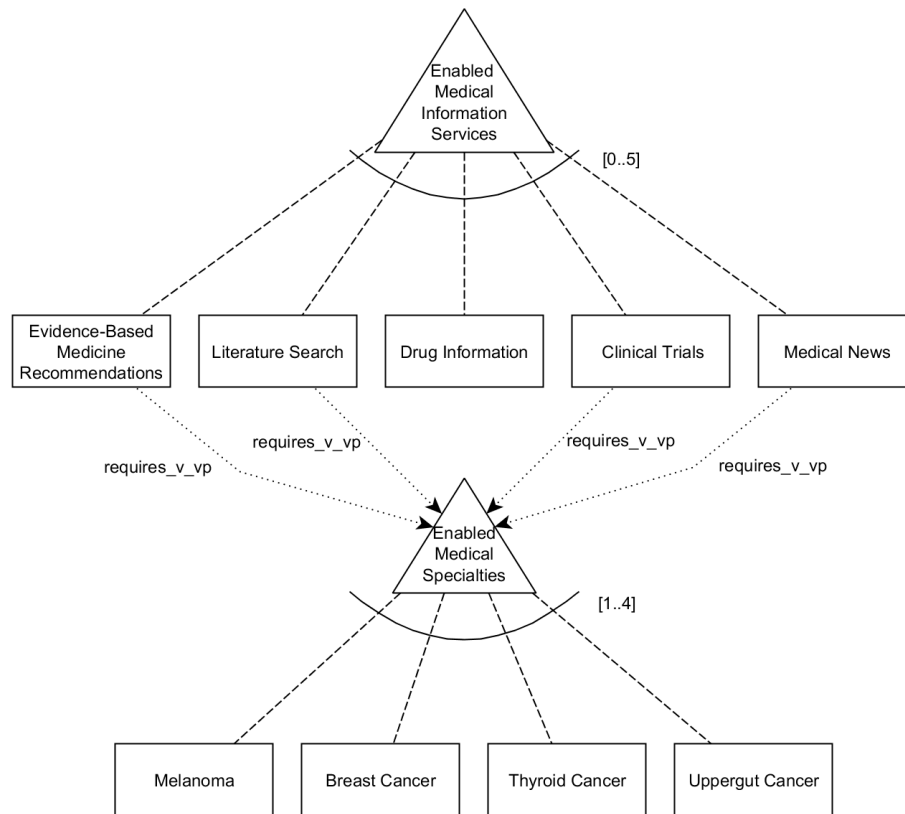 Enabled
Medical
Information
Services
[0..5]
Evidence-Based
Medicine
Recommendations
Literature Search
Drug Information
Clinical Trials
Medical News
requires_v_vp
requires_v_vp
requires_v_vp
requires_v_vp
Enabled
Medical
Specialties
[1..4]
Melanoma
Breast Cancer
Thyroid Cancer
Uppergut Cancer